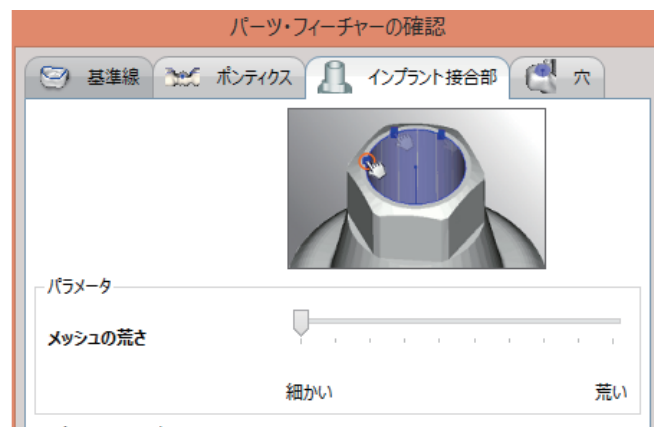 パーツ・フィーチャーの確認
基準線 ポンティクス インプラント接合部 穴
パラメータ
メッシュの荒さ
細かい 荒い